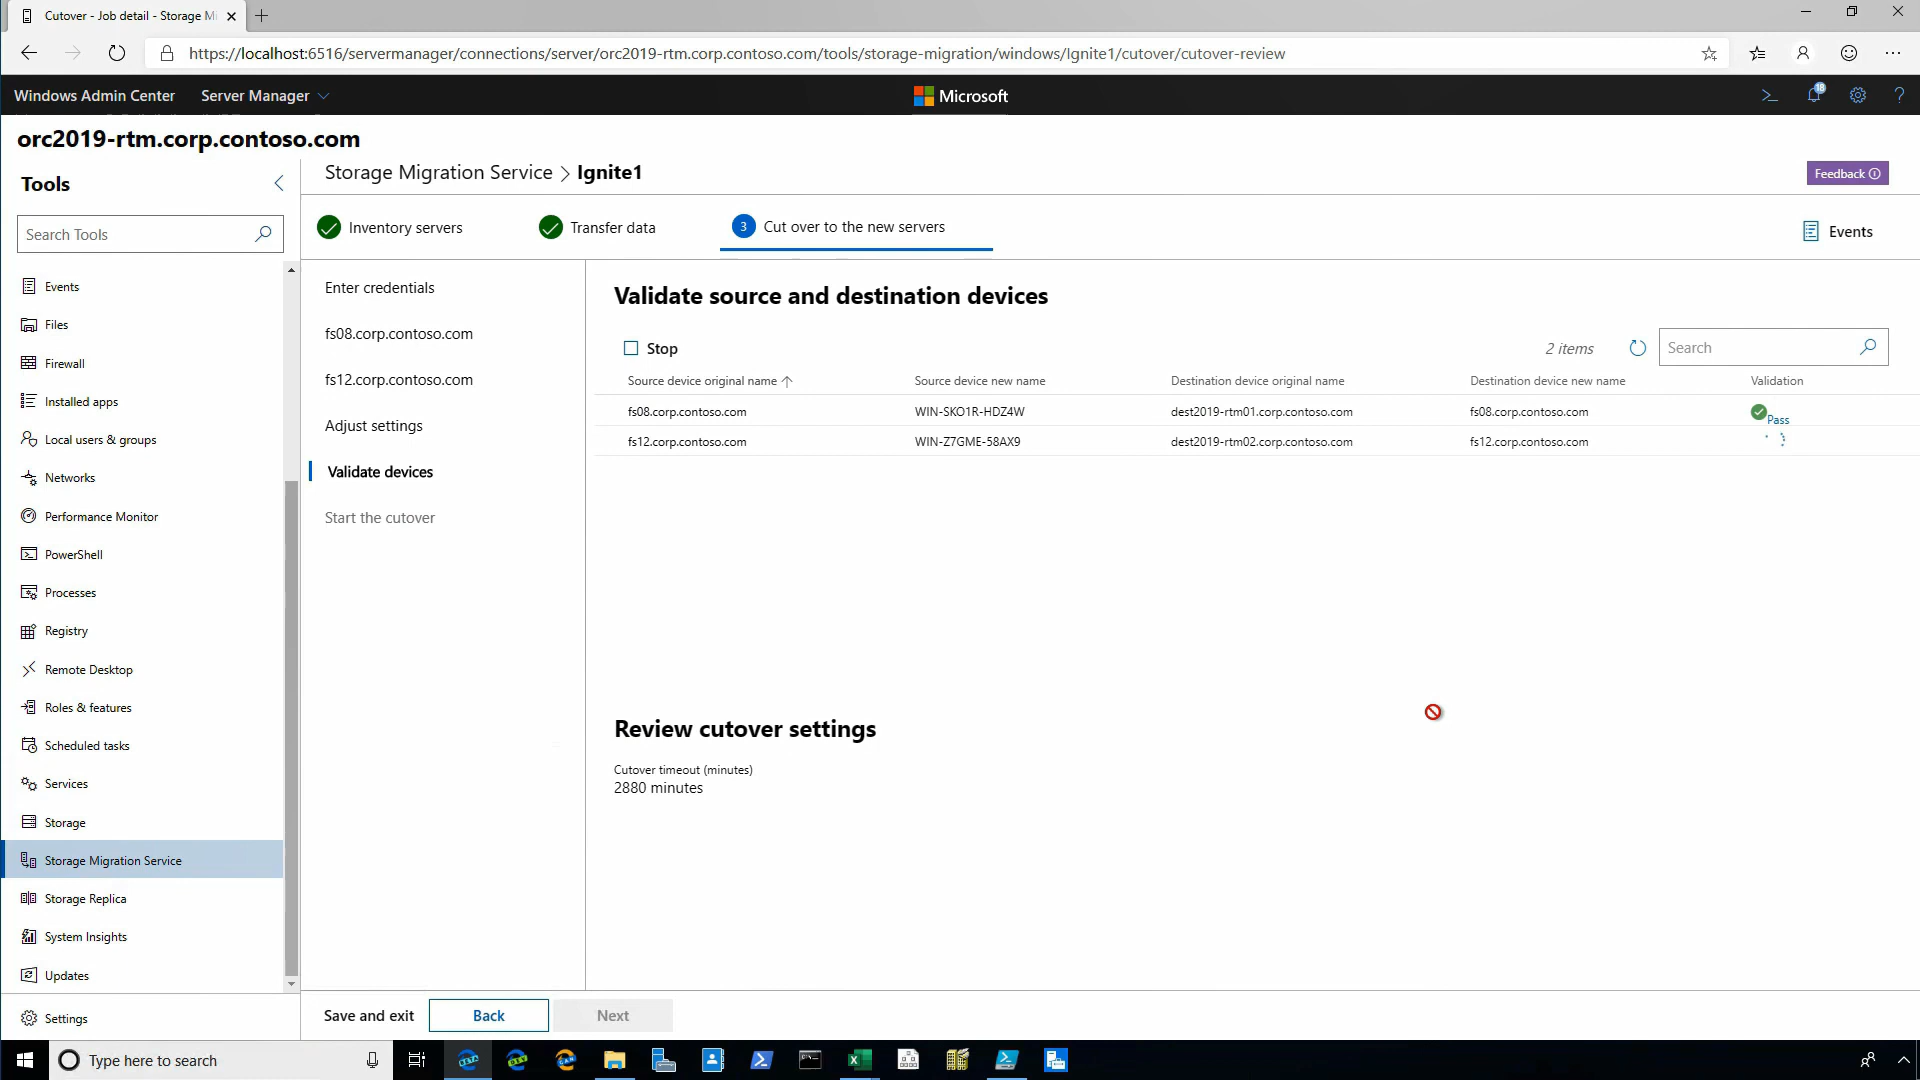 Cutover - Job detail - Storage Mi
https://localhost:6516/servermanager/connections/server/orc2019-rtm.corp.contoso.com/tools/storage-migration/windows/Ignite1/cutover/cutover-review
Windows Admin Center
Server Manager
Microsoft
18
orc2019-rtm.corp.contoso.com
Tools
Search Tools
Events
Files
Firewall
Installed apps
Local users & groups
Networks
Performance Monitor
PowerShell
Processes
Registry
Remote Desktop
Roles & features
Scheduled tasks
Services
Storage
Storage Migration Service
Storage Replica
System Insights
Updates
Settings
Storage Migration Service > Ignite1
Feedback
Inventory servers
Transfer data
3 Cut over to the new servers
Events
Enter credentials
fs08.corp.contoso.com
fs12.corp.contoso.com
Adjust settings
Validate devices
Start the cutover
Validate source and destination devices
Stop
2 items
Search
Source device original name Source device new name Destination device original name Destination device new name Validation
fs08.corp.contoso.com WIN-SKO1R-HDZ4W dest2019-rtm01.corp.contoso.com fs08.corp.contoso.com Pass
fs12.corp.contoso.com WIN-Z7GME-58AX9 dest2019-rtm02.corp.contoso.com fs12.corp.contoso.com
Review cutover settings
Cutover timeout (minutes)
2880 minutes
Save and exit
Back
Next
Type here to search